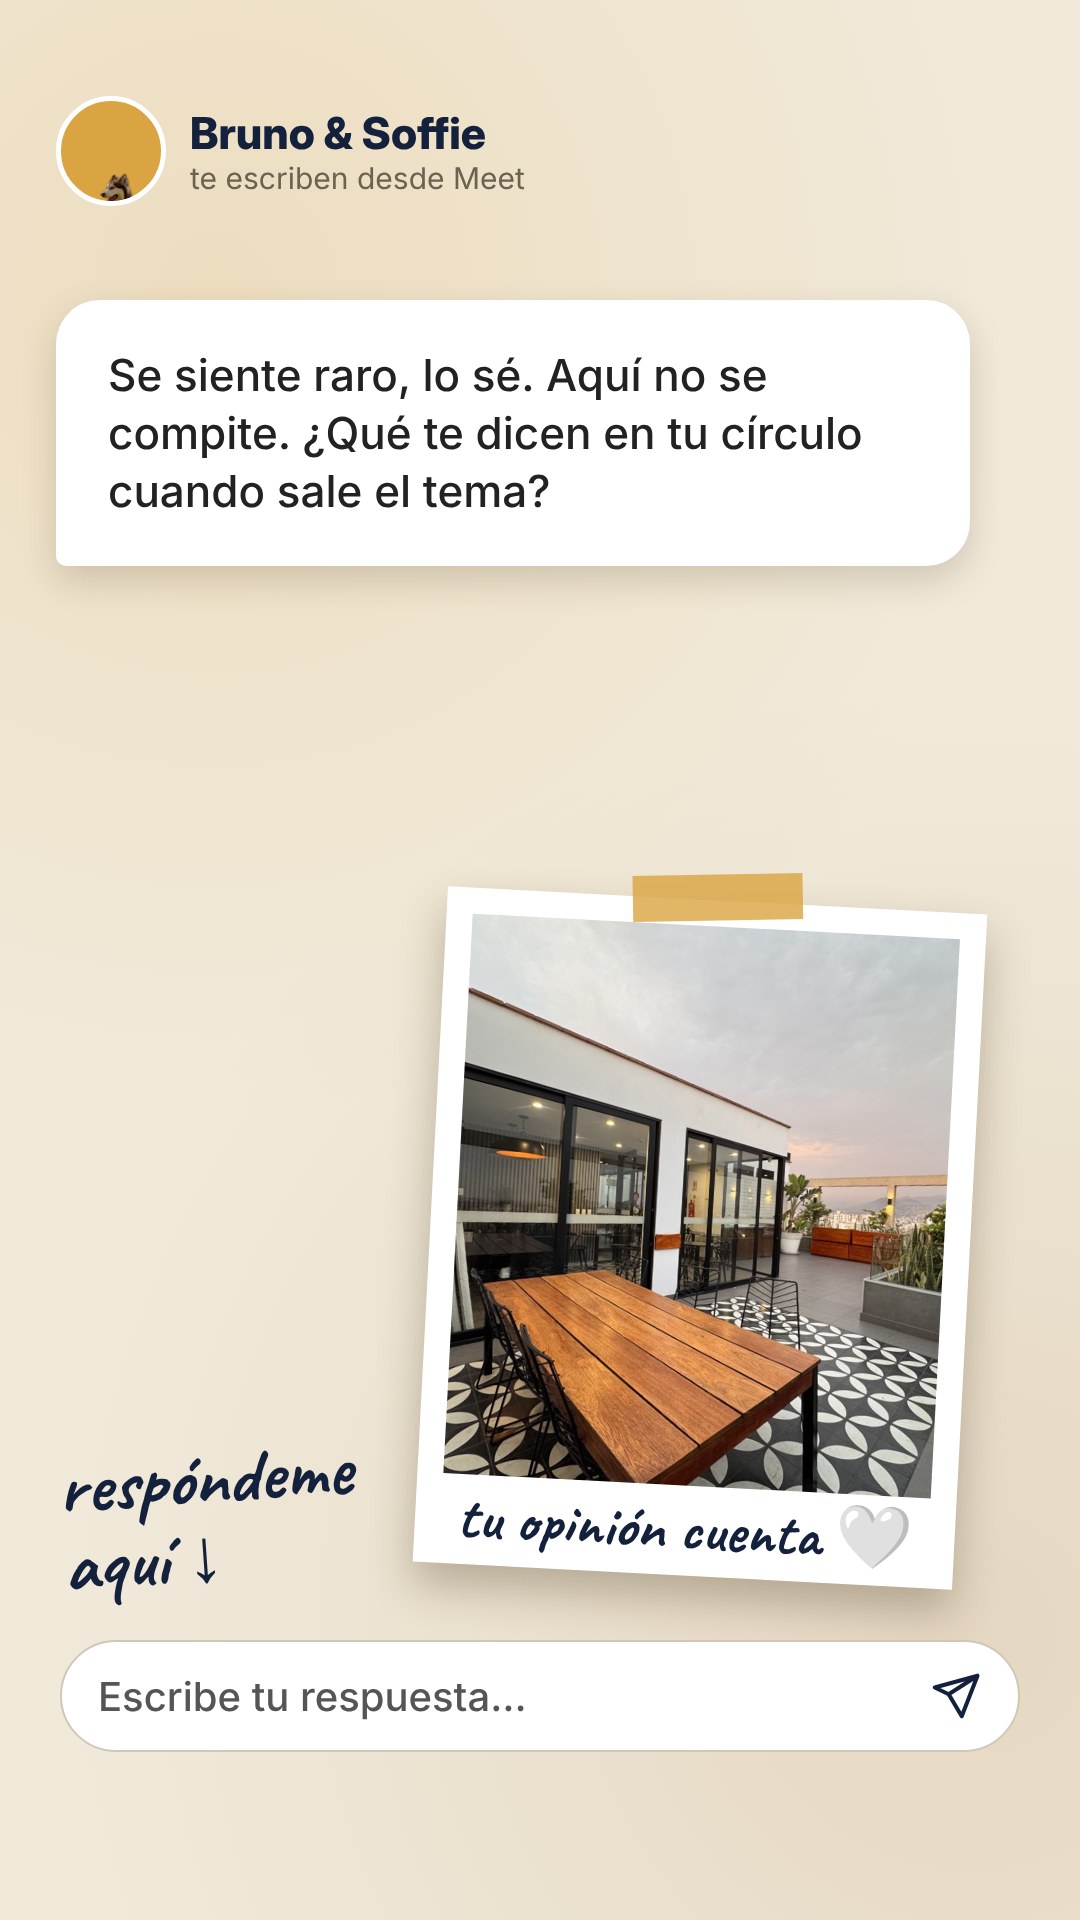 Bruno & Soffie
te escriben desde Meet
Se siente raro, lo sé. Aquí no se
compite. ¿Qué te dicen en tu círculo
cuando sale el tema?
tu opinión cuenta 🤍
respóndeme
aquí ↓
Escribe tu respuesta...